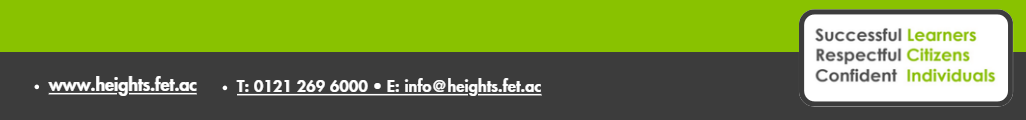 Successful Learners
Respectful Citizens
Confident Individuals
• www.heights.fet.ac • T: 0121 269 6000 • E: info@heights.fet.ac